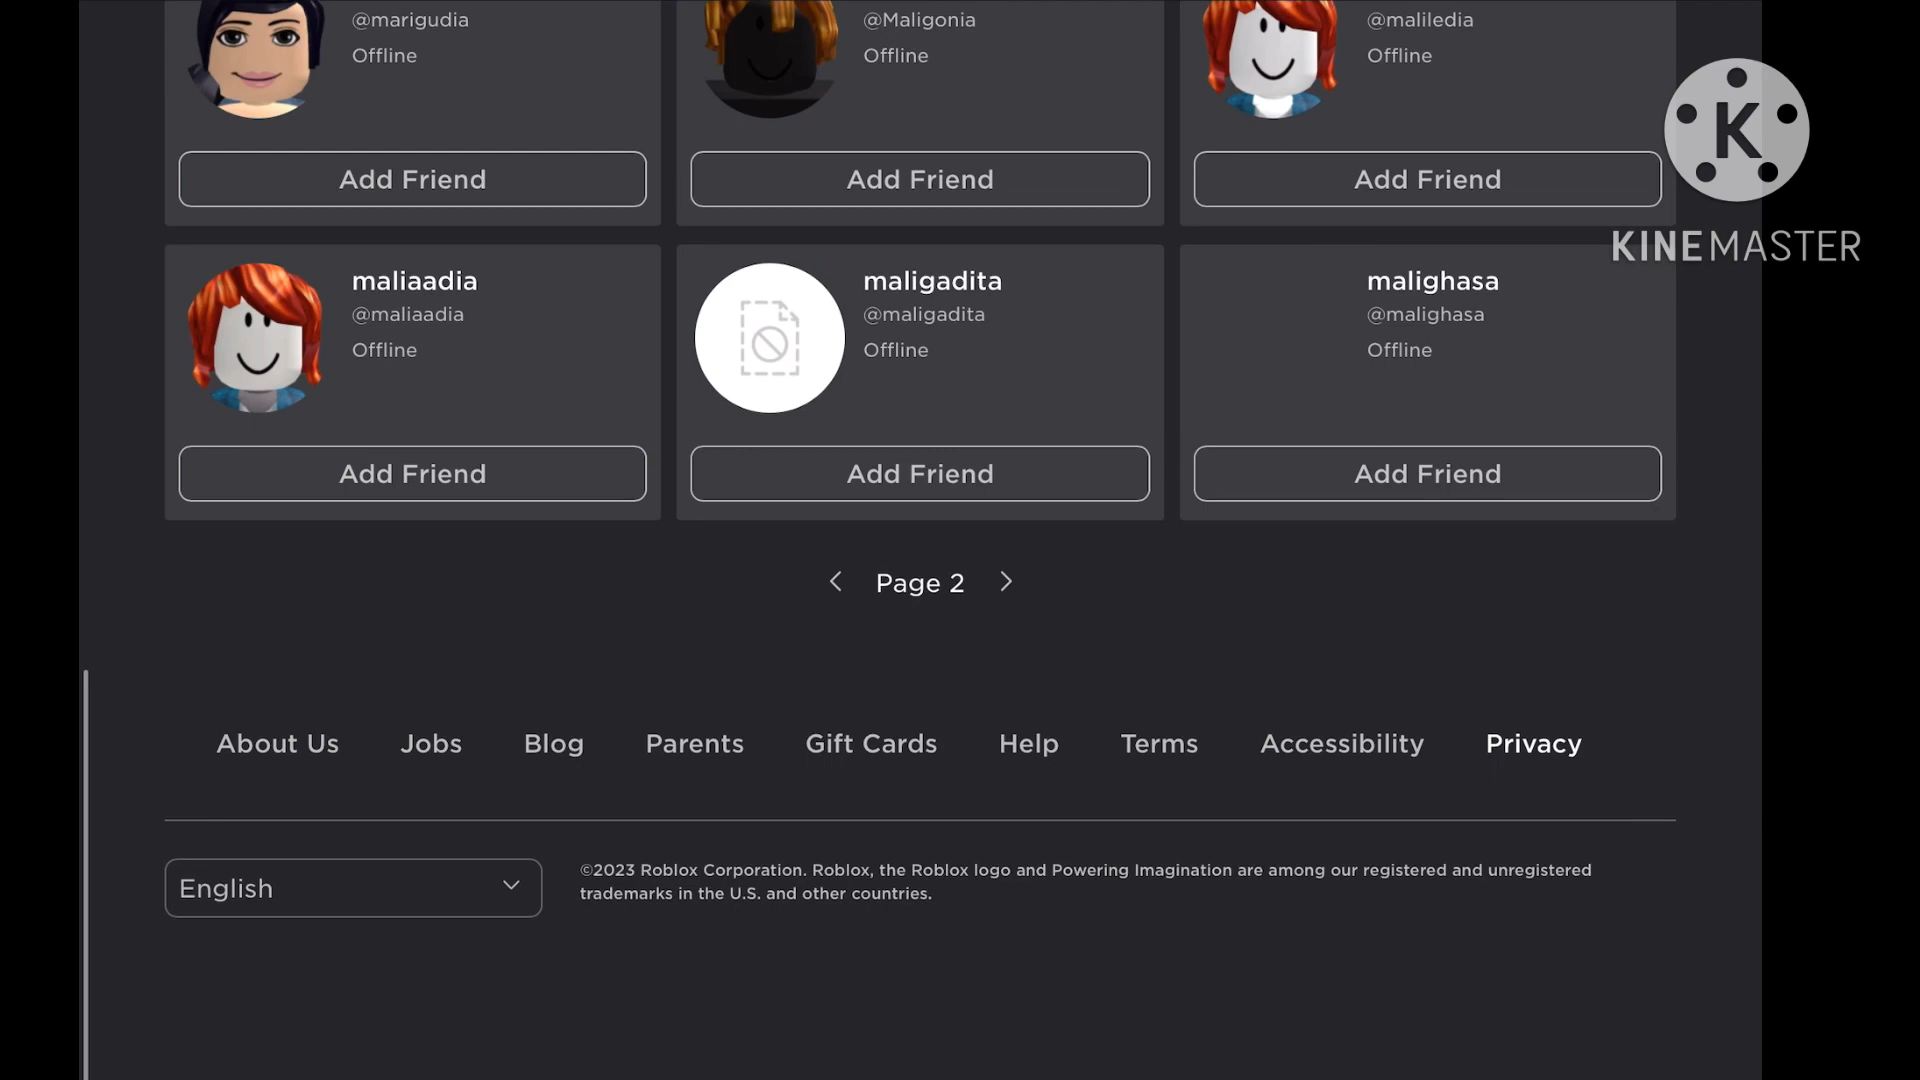 @marigudia
Offline
@Maligonia
Offline
@maliledia
Offline
K
KINEMASTER
Add Friend
Add Friend
Add Friend
maliaadia
@maliaadia
Offline
maligadita
@maligadita
Offline
malighasa
@malighasa
Offline
Add Friend
Add Friend
Add Friend
Page 2
About Us Jobs Blog Parents Gift Cards Help Terms Accessibility Privacy
English
©2023 Roblox Corporation. Roblox, the Roblox logo and Powering Imagination are among our registered and unregistered
trademarks in the U.S. and other countries.